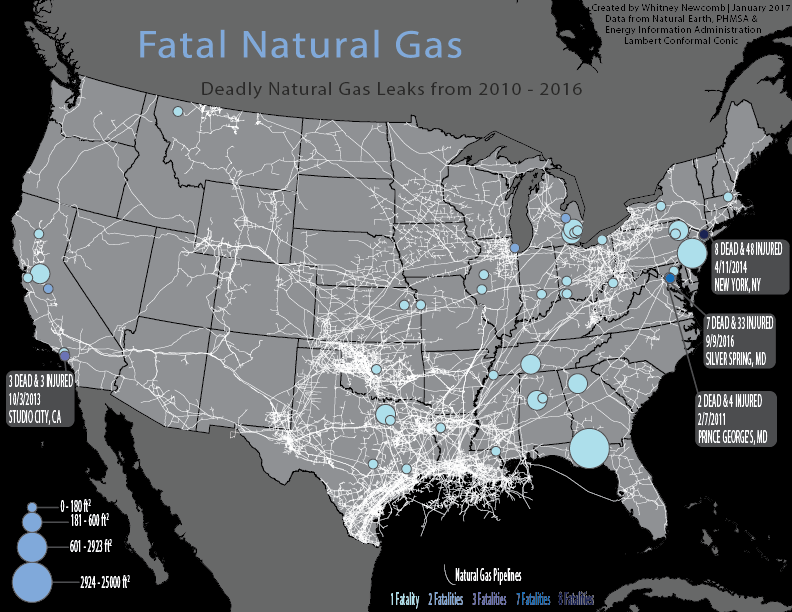 Created by Whitney Newcomb | January 2017
Data from Natural Earth, PHMSA &
Energy Information Administration
Lambert Conformal Conic
Fatal Natural Gas
Deadly Natural Gas Leaks from 2010 - 2016
8 DEAD & 48 INJURED
4/11/2014
NEW YORK, NY
7 DEAD & 33 INJURED
9/9/2016
SILVER SPRING, MD
3 DEAD & 3 INJURED
10/3/2013
STUDIO CITY, CA
2 DEAD & 4 INJURED
2/7/2011
PRINCE GEORGE'S, MD
0 - 180 ft²
181 - 600 ft²
601 - 2923 ft²
2924 - 25000 ft²
Natural Gas Pipelines
1 Fatality 2 Fatalities 3 Fatalities 7 Fatalities 8 Fatalities